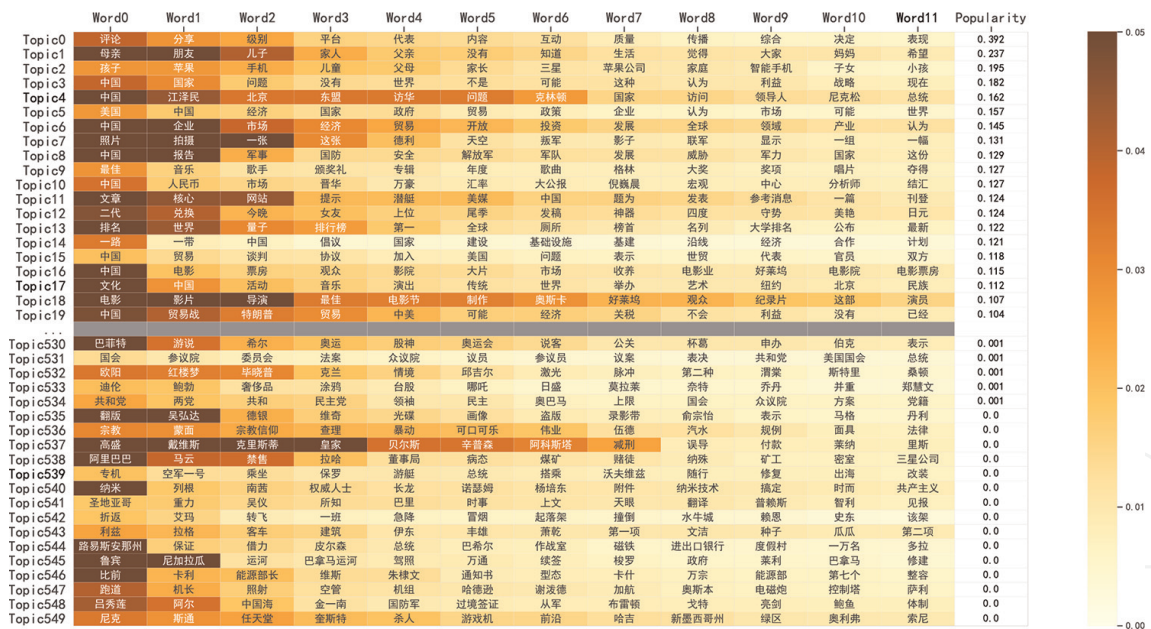 Word0 Word1 Word2 Word3 Word4 Word5 Word6 Word7 Word8 Word9 Word10 Word11 Popularity
Topic0 评论 分享 级别 平台 代表 内容 互动 质量 传播 综合 决定 表现 0.392
Topic1 母亲 朋友 儿子 家人 父亲 没有 知道 生活 觉得 大家 妈妈 希望 0.237
Topic2 孩子 苹果 手机 儿童 父母 家长 三星 苹果公司 家庭 智能手机 子女 小孩 0.195
Topic3 中国 国家 问题 没有 世界 不是 可能 这种 认为 利益 战略 现在 0.182
Topic4 中国 江泽民 北京 东盟 访华 问题 克林顿 国家 访问 领导人 尼克松 总统 0.162
Topic5 美国 中国 经济 国家 政府 贸易 政策 企业 认为 市场 可能 世界 0.157
Topic6 中国 企业 市场 经济 贸易 开放 投资 发展 全球 领域 产业 认为 0.145
Topic7 照片 拍摄 一张 这张 德利 天空 叛军 影子 联军 显示 一组 一幅 0.131
Topic8 中国 报告 军事 国防 安全 解放军 军队 发展 威胁 军力 国家 这份 0.129
Topic9 最佳 音乐 歌手 颁奖礼 专辑 年度 歌曲 格林 大奖 奖项 唱片 夺得 0.127
Topic10 中国 人民币 市场 晋华 万豪 汇率 大公报 倪巍晨 宏观 中心 分析师 结汇 0.127
Topic11 文章 核心 网站 提示 潜艇 美媒 中国 题为 发表 参考消息 一篇 刊登 0.124
Topic12 二代 兑换 今晚 女友 上位 尾季 发稿 神器 四度 守势 美艳 日元 0.124
Topic13 排名 世界 量子 排行榜 第一 全球 厕所 榜首 名列 大学排名 公布 最新 0.122
Topic14 一路 一带 中国 倡议 国家 建设 基础设施 基建 沿线 经济 合作 计划 0.121
Topic15 中国 贸易 谈判 协议 加入 美国 问题 表示 世贸 代表 官员 双方 0.118
Topic16 中国 电影 票房 观众 影院 大片 市场 收养 电影业 好莱坞 电影院 电影票房 0.115
Topic17 文化 中国 活动 音乐 演出 传统 世界 举办 艺术 纽约 北京 民族 0.112
Topic18 电影 影片 导演 最佳 电影节 制作 奥斯卡 好莱坞 观众 纪录片 这部 演员 0.107
Topic19 中国 贸易战 特朗普 贸易 中美 可能 经济 关税 不会 利益 没有 已经 0.104
...
Topic530 巴菲特 游说 希尔 奥运 股神 奥运会 说客 公关 杯葛 申办 伯克 表示 0.001
Topic531 国会 参议院 委员会 法案 众议院 议员 参议员 议案 表决 共和党 美国国会 总统 0.001
Topic532 欧阳 红楼梦 毕晓普 克兰 情境 邱吉尔 激光 脉冲 第二种 渭棠 斯特里 桑顿 0.001
Topic533 迪伦 鲍勃 奢侈品 涂鸦 台股 哪吒 日盛 莫拉莱 奈特 乔丹 并重 郑慧文 0.001
Topic534 共和党 两党 共和 民主党 领袖 民主 奥巴马 上限 国会 众议院 方案 党籍 0.001
Topic535 翻版 吴弘达 德银 维奇 光碟 画像 盗版 录影带 俞宗怡 表示 马格 丹利 0.0
Topic536 宗教 蒙面 宗教信仰 查理 暴动 可口可乐 伟业 伍德 汽水 规例 面具 法律 0.0
Topic537 高盛 戴维斯 克里斯蒂 皇家 贝尔斯 辛普森 阿科斯塔 减刑 误导 付款 莱纳 里斯 0.0
Topic538 阿里巴巴 马云 禁售 拉哈 董事局 病态 煤矿 赌徒 纳殊 矿工 密室 三星公司 0.0
Topic539 专机 空军一号 乘坐 保罗 游艇 总统 搭乘 沃夫维兹 随行 修复 出海 改装 0.0
Topic540 纳米 列根 南茜 权威人士 长龙 诺瑟姆 杨培东 附件 纳米技术 搞定 时而 共产主义 0.0
Topic541 圣地亚哥 重力 吴仪 所知 巴里 时事 上文 天眼 翻译 普赖斯 智利 见报 0.0
Topic542 折返 艾玛 转飞 一班 急降 冒烟 起落架 撞倒 水牛城 赖恩 史东 该架 0.0
Topic543 利兹 拉格 客车 建筑 伊东 丰雄 萧乾 第一项 文洁 种子 瓜瓜 第二项 0.0
Topic544 路易斯安那州 保证 借力 皮尔森 总统 巴希尔 作战室 磁铁 进出口银行 度假村 一万名 多拉 0.0
Topic545 鲁宾 尼加拉瓜 运河 巴拿马运河 驾照 万通 续签 梭罗 政府 莱利 巴拿马 修建 0.0
Topic546 比前 卡利 能源部长 维斯 朱棣文 通知书 型态 卡什 万宗 能源部 第七个 整容 0.0
Topic547 跑道 机长 照射 空管 机组 哈德逊 谢泼德 加航 奥斯本 电磁炮 控制塔 萨利 0.0
Topic548 吕秀莲 阿尔 中国海 金一南 国防军 过境签证 从军 布雷顿 戈特 亮剑 鲍鱼 体制 0.0
Topic549 尼克 斯通 任天堂 奎斯特 杀人 游戏机 前沿 哈吉 新墨西哥州 绿区 奥利弗 索尼 0.0
0.05
0.04
0.03
0.02
0.01
0.00